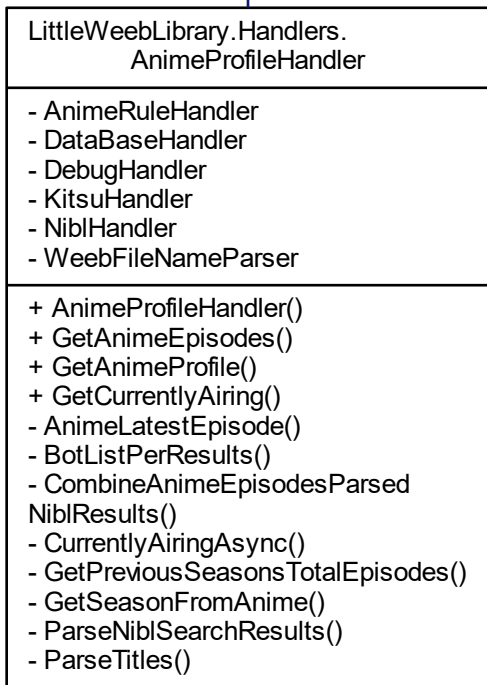 LittleWeebLibrary.Handlers.
AnimeProfileHandler
- AnimeRuleHandler
- DataBaseHandler
- DebugHandler
- KitsuHandler
- NiblHandler
- WeebFileNameParser
+ AnimeProfileHandler()
+ GetAnimeEpisodes()
+ GetAnimeProfile()
+ GetCurrentlyAiring()
- AnimeLatestEpisode()
- BotListPerResults()
- CombineAnimeEpisodesParsed
NiblResults()
- CurrentlyAiringAsync()
- GetPreviousSeasonsTotalEpisodes()
- GetSeasonFromAnime()
- ParseNiblSearchResults()
- ParseTitles()